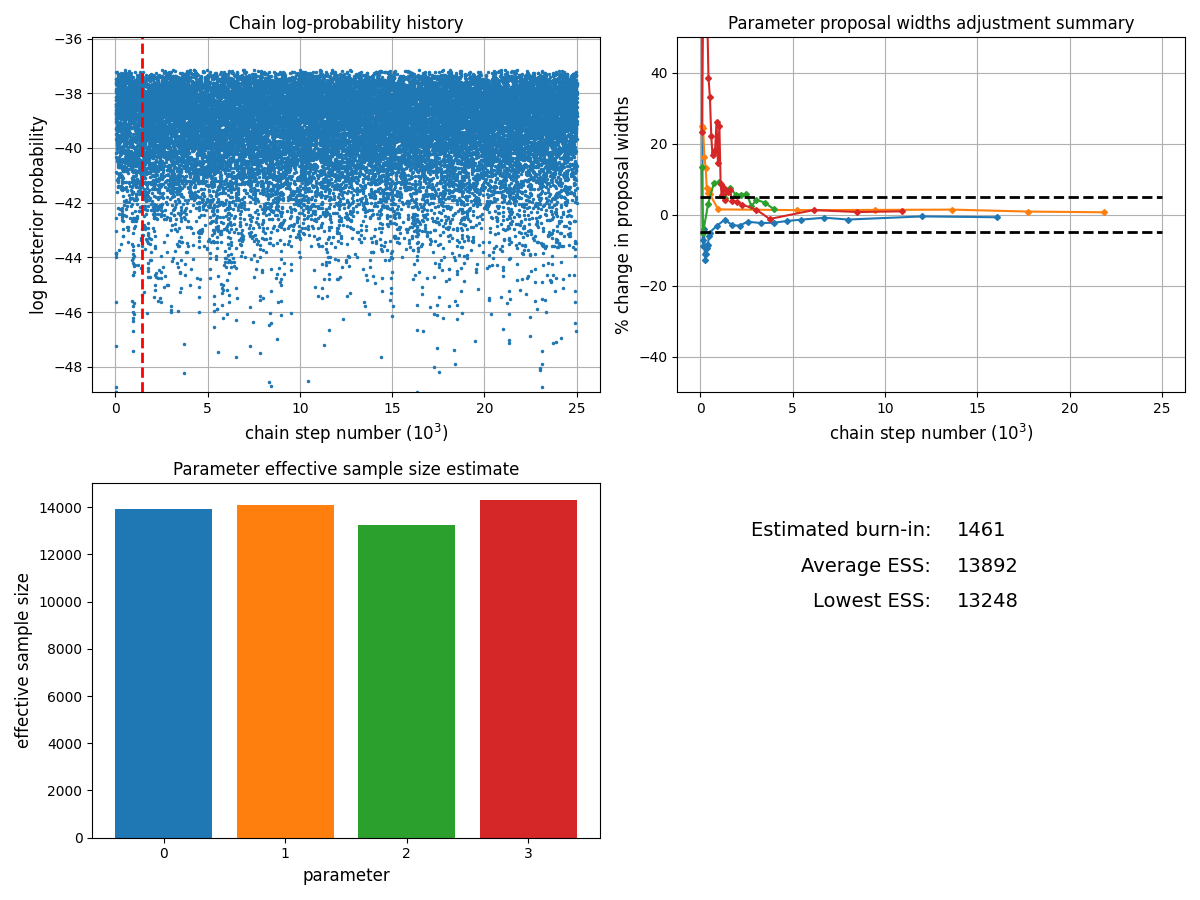 Chain log-probability history
−36
−38
−40
−42
−44
−46
−48
log posterior probability
0 5 10 15 20 25
chain step number (10³)
Parameter proposal widths adjustment summary
40
20
0
−20
−40
% change in proposal widths
0 5 10 15 20 25
chain step number (10³)
Parameter effective sample size estimate
14000
12000
10000
8000
6000
4000
2000
0
effective sample size
0 1 2 3
parameter
Estimated burn-in: 1461
Average ESS: 13892
Lowest ESS: 13248